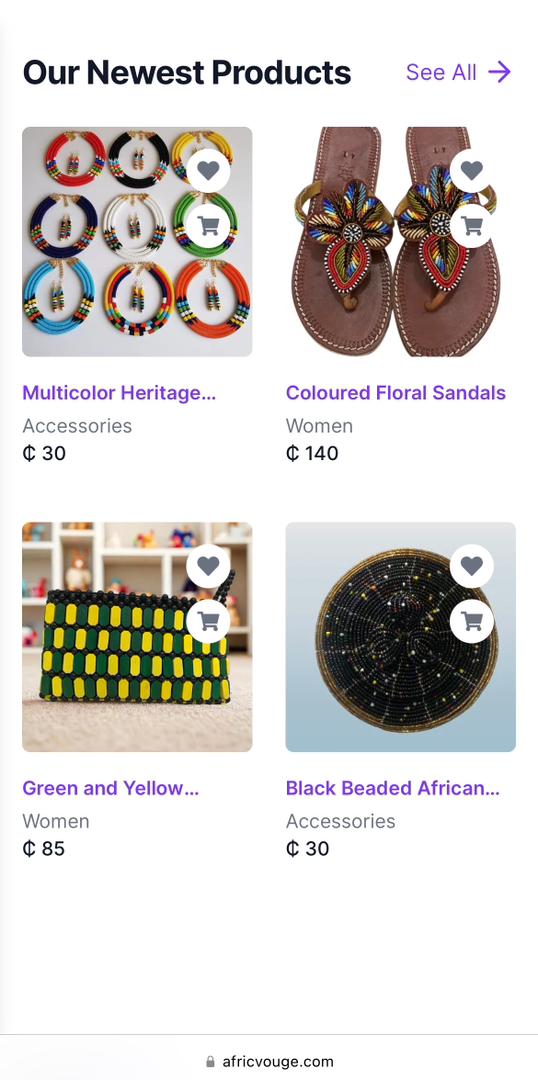 Our Newest Products
See All
Multicolor Heritage...
Accessories
₵ 30
Coloured Floral Sandals
Women
₵ 140
Green and Yellow...
Women
₵ 85
Black Beaded African...
Accessories
₵ 30
africvouge.com